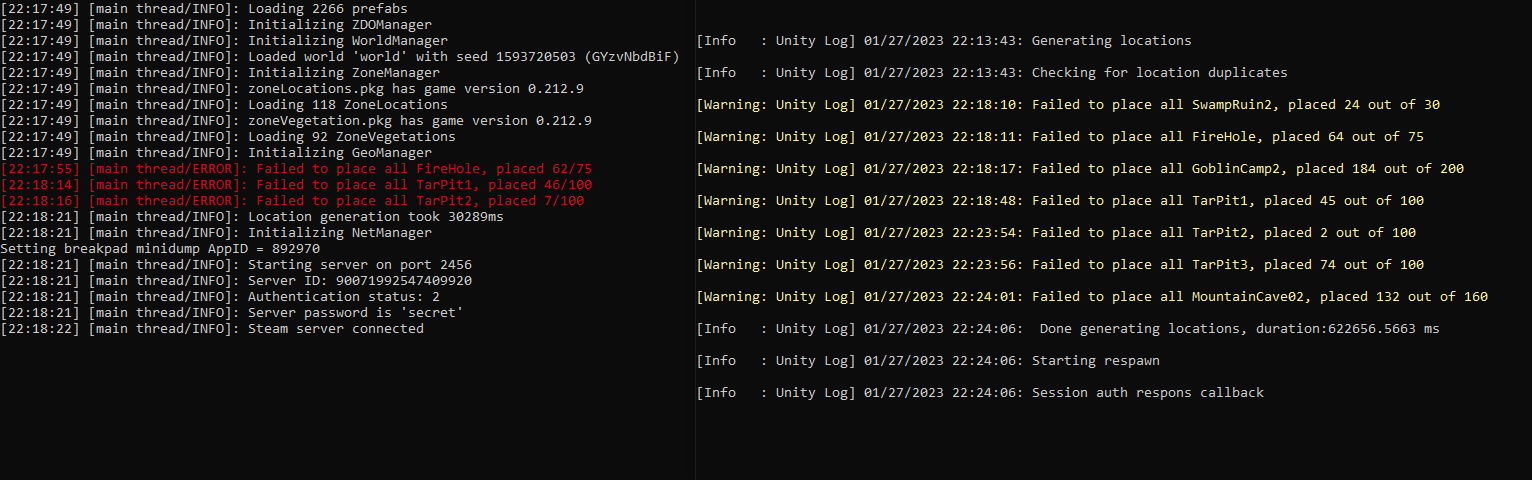 [22:17:49] [main thread/INFO]: Loading 2266 prefabs
[22:17:49] [main thread/INFO]: Initializing ZDOManager
[22:17:49] [main thread/INFO]: Initializing WorldManager
[22:17:49] [main thread/INFO]: Loaded world 'world' with seed 1593720503 (GYzvNbdBiF)
[22:17:49] [main thread/INFO]: Initializing ZoneManager
[22:17:49] [main thread/INFO]: zoneLocations.pkg has game version 0.212.9
[22:17:49] [main thread/INFO]: Loading 118 ZoneLocations
[22:17:49] [main thread/INFO]: zoneVegetation.pkg has game version 0.212.9
[22:17:49] [main thread/INFO]: Loading 92 ZoneVegetations
[22:17:49] [main thread/INFO]: Initializing GeoManager
[22:17:55] [main thread/ERROR]: Failed to place all FireHole, placed 62/75
[22:18:14] [main thread/ERROR]: Failed to place all TarPit1, placed 46/100
[22:18:16] [main thread/ERROR]: Failed to place all TarPit2, placed 7/100
[22:18:21] [main thread/INFO]: Location generation took 30289ms
[22:18:21] [main thread/INFO]: Initializing NetManager
Setting breakpad minidump AppID = 892970
[22:18:21] [main thread/INFO]: Starting server on port 2456
[22:18:21] [main thread/INFO]: Server ID: 90071992547409920
[22:18:21] [main thread/INFO]: Authentication status: 2
[22:18:21] [main thread/INFO]: Server password is 'secret'
[22:18:22] [main thread/INFO]: Steam server connected
[Info   : Unity Log] 01/27/2023 22:13:43: Generating locations
[Info   : Unity Log] 01/27/2023 22:13:43: Checking for location duplicates
[Warning: Unity Log] 01/27/2023 22:18:10: Failed to place all SwampRuin2, placed 24 out of 30
[Warning: Unity Log] 01/27/2023 22:18:11: Failed to place all FireHole, placed 64 out of 75
[Warning: Unity Log] 01/27/2023 22:18:17: Failed to place all GoblinCamp2, placed 184 out of 200
[Warning: Unity Log] 01/27/2023 22:18:48: Failed to place all TarPit1, placed 45 out of 100
[Warning: Unity Log] 01/27/2023 22:23:54: Failed to place all TarPit2, placed 2 out of 100
[Warning: Unity Log] 01/27/2023 22:23:56: Failed to place all TarPit3, placed 74 out of 100
[Warning: Unity Log] 01/27/2023 22:24:01: Failed to place all MountainCave02, placed 132 out of 160
[Info   : Unity Log] 01/27/2023 22:24:06:  Done generating locations, duration:622656.5663 ms
[Info   : Unity Log] 01/27/2023 22:24:06: Starting respawn
[Info   : Unity Log] 01/27/2023 22:24:06: Session auth respons callback